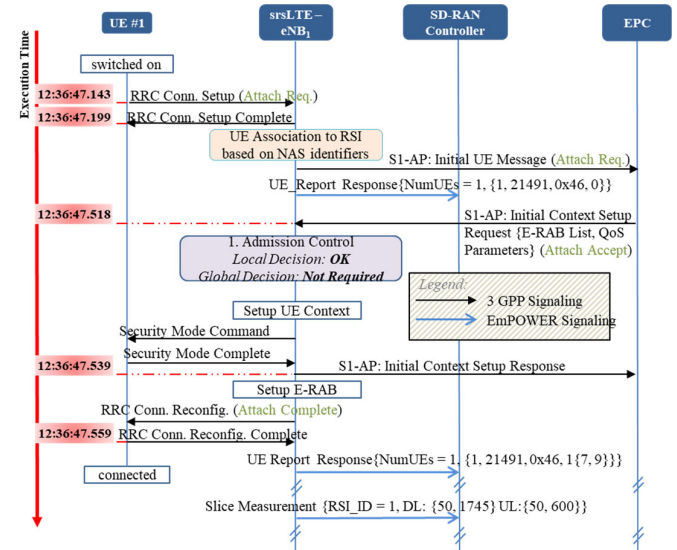 UE #1
srsLTE –
eNB1
SD-RAN
Controller
EPC
Execution Time
switched on
12:36:47.143
RRC Conn. Setup (Attach Req.)
12:36:47.199
RRC Conn. Setup Complete
UE Association to RSI
based on NAS identifiers
S1-AP: Initial UE Message (Attach Req.)
UE_Report Response{NumUEs = 1, {1, 21491, 0x46, 0}}
12:36:47.518
S1-AP: Initial Context Setup
Request {E-RAB List, QoS
Parameters} (Attach Accept)
1. Admission Control
Local Decision: OK
Global Decision: Not Required
Legend:
3 GPP Signaling
EmPOWER Signaling
Setup UE Context
Security Mode Command
Security Mode Complete
12:36:47.539
S1-AP: Initial Context Setup Response
Setup E-RAB
RRC Conn. Reconfig. (Attach Complete)
12:36:47.559
RRC Conn. Reconfig. Complete
UE Report Response{NumUEs = 1, {1, 21491, 0x46, 1{7, 9}}}
connected
Slice Measurement {RSI_ID = 1, DL: {50, 1745} UL:{50, 600}}